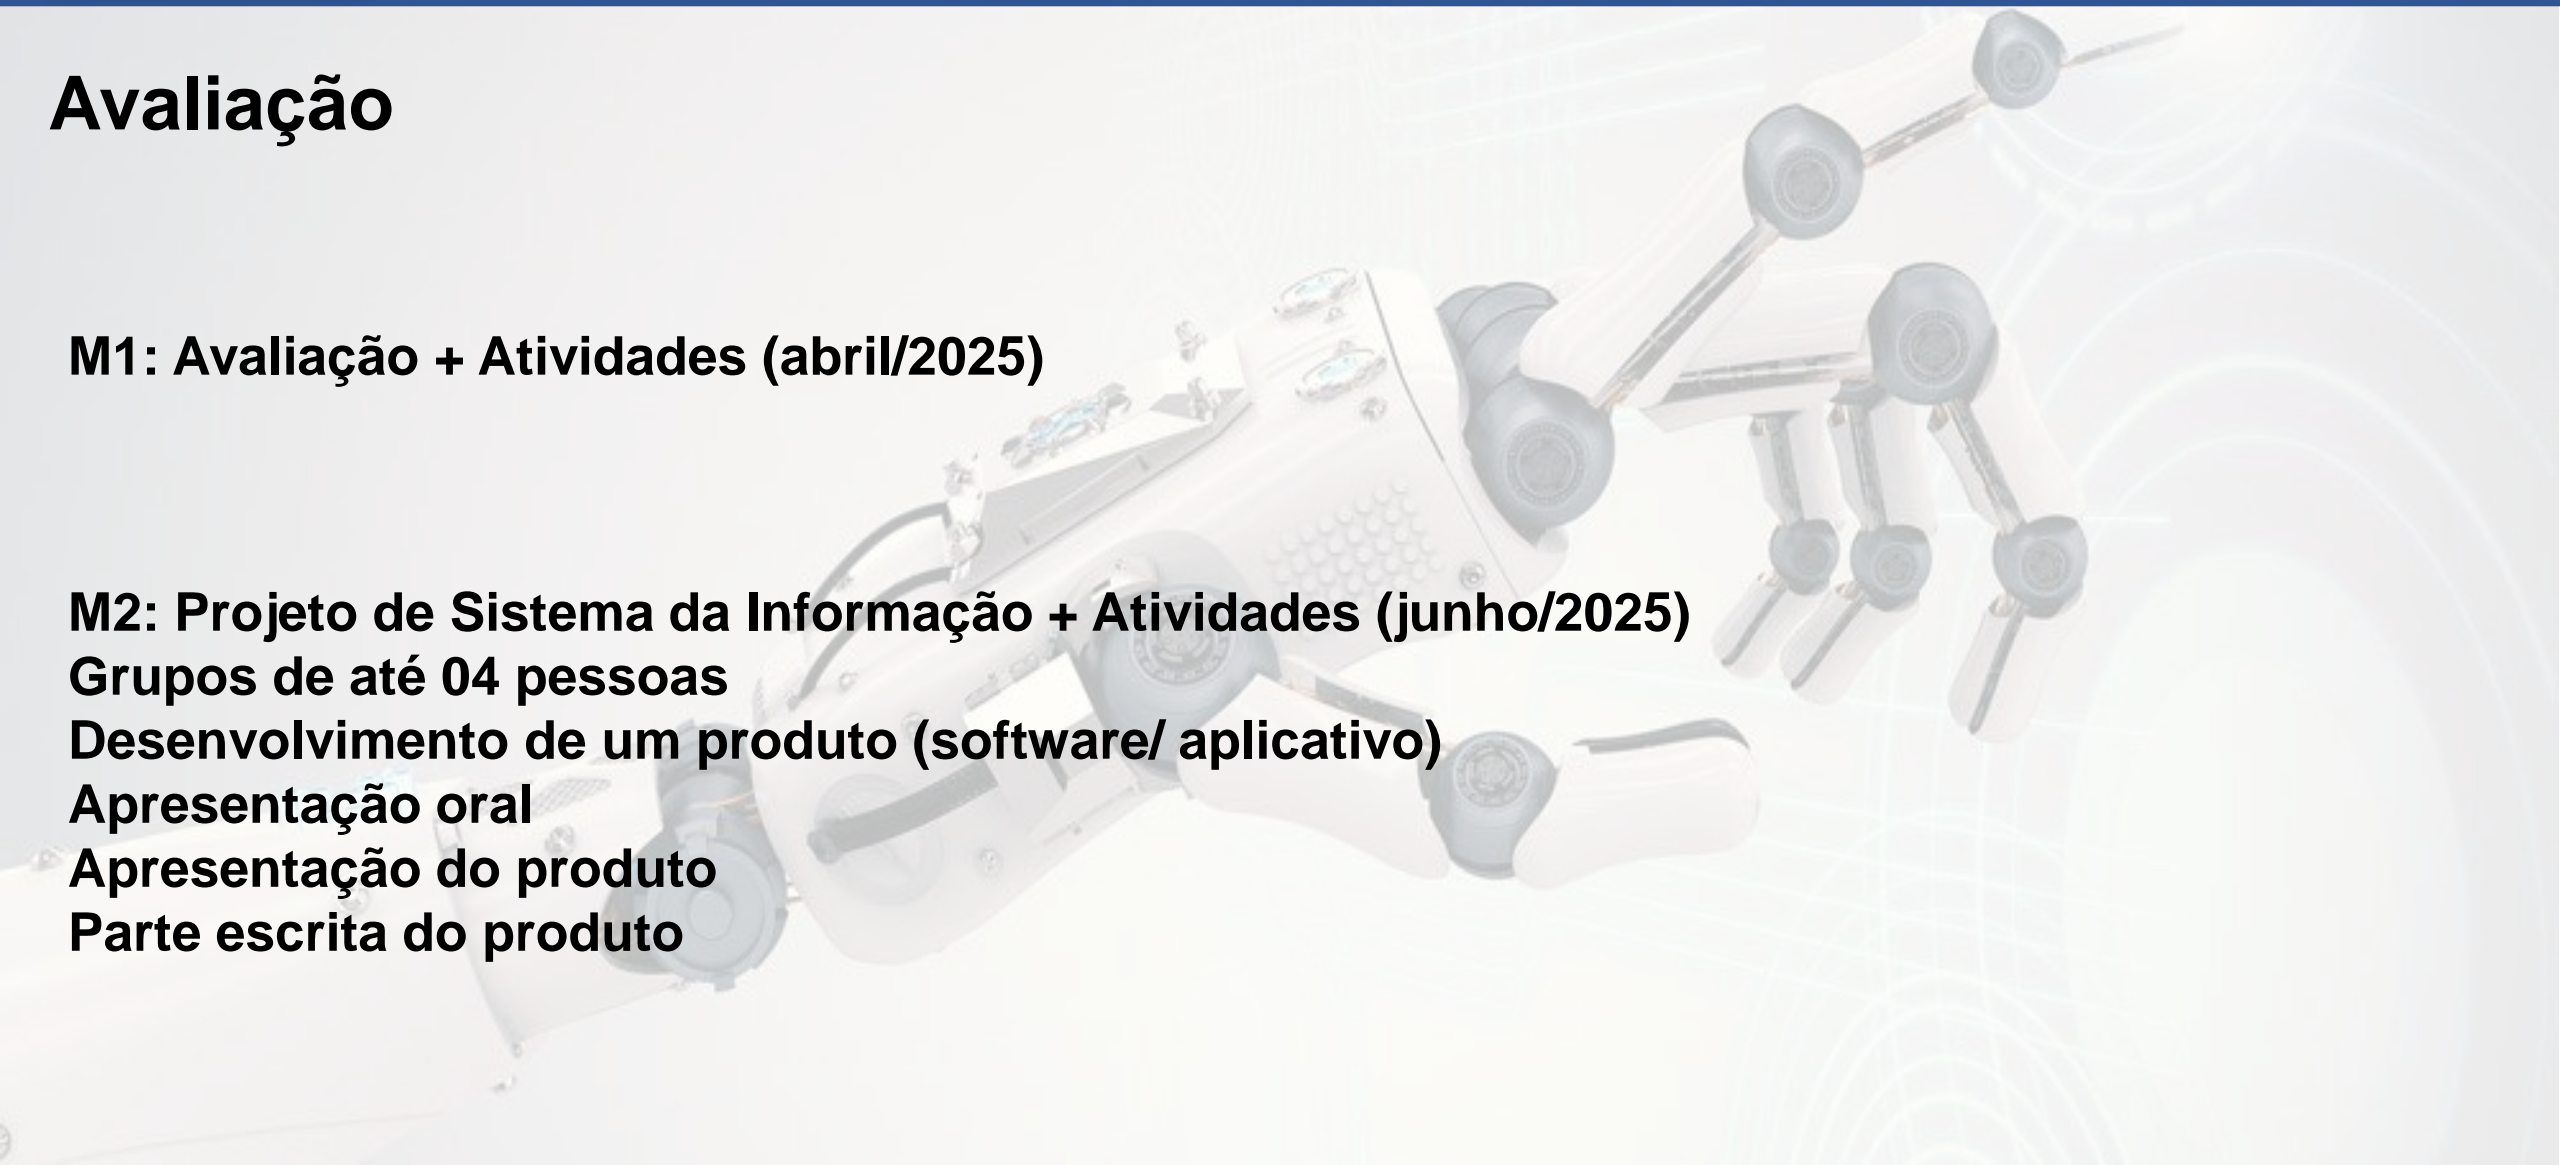 Avaliação
M1: Avaliação + Atividades (abril/2025)
M2: Projeto de Sistema da Informação + Atividades (junho/2025)
Grupos de até 04 pessoas
Desenvolvimento de um produto (software/ aplicativo)
Apresentação oral
Apresentação do produto
Parte escrita do produto